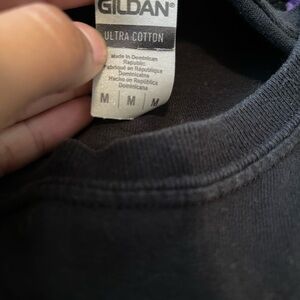 GILDAN®
ULTRA COTTON
Made in Dominican
Republic
Fabriqué en République
Dominicaine
Hecho en República
Dominicana
M M M